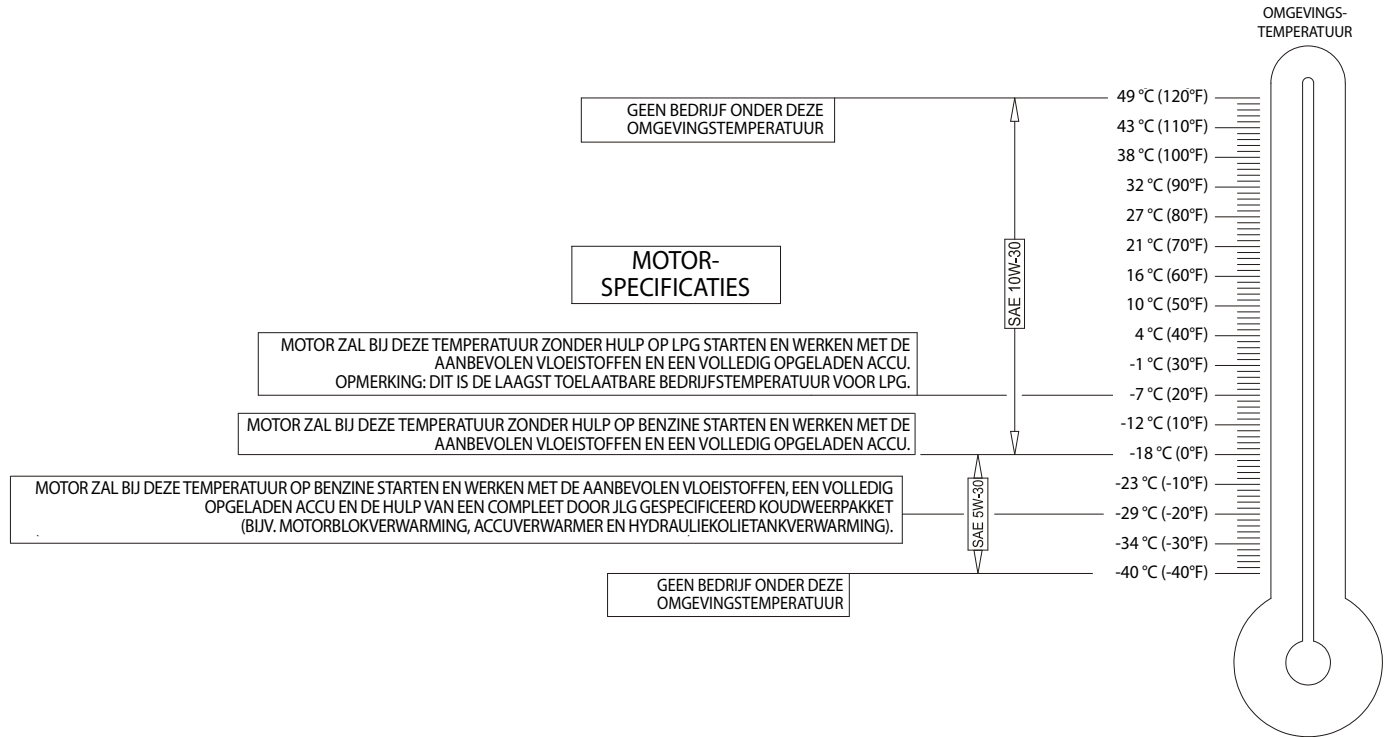 OMGEVINGS-
TEMPERATUUR
49 °C (120°F)
GEEN BEDRIJF ONDER DEZE
OMGEVINGSTEMPERATUUR
43 °C (110°F)
38 °C (100°F)
32 °C (90°F)
27 °C (80°F)
21 °C (70°F)
MOTOR-
SPECIFICATIES
SAE 10W-30
16 °C (60°F)
10 °C (50°F)
4 °C (40°F)
MOTOR ZAL BIJ DEZE TEMPERATUUR ZONDER HULP OP LPG STARTEN EN WERKEN MET DE
AANBEVOLEN VLOEISTOFFEN EN EEN VOLLEDIG OPGELADEN ACCU.
OPMERKING: DIT IS DE LAAGST TOELAATBARE BEDRIJFSTEMPERATUUR VOOR LPG.
-1 °C (30°F)
-7 °C (20°F)
-12 °C (10°F)
MOTOR ZAL BIJ DEZE TEMPERATUUR ZONDER HULP OP BENZINE STARTEN EN WERKEN MET DE
AANBEVOLEN VLOEISTOFFEN EN EEN VOLLEDIG OPGELADEN ACCU.
-18 °C (0°F)
-23 °C (-10°F)
MOTOR ZAL BIJ DEZE TEMPERATUUR OP BENZINE STARTEN EN WERKEN MET DE AANBEVOLEN VLOEISTOFFEN, EEN VOLLEDIG
OPGELADEN ACCU EN DE HULP VAN EEN COMPLEET DOOR JLG GESPECIFICEERD KOUDWEERPAKKET
(BIJV. MOTORBLOKVERWARMING, ACCUVERWARMER EN HYDRAULIEKOLIETANKVERWARMING).
SAE 5W-30
-29 °C (-20°F)
-34 °C (-30°F)
-40 °C (-40°F)
GEEN BEDRIJF ONDER DEZE
OMGEVINGSTEMPERATUUR